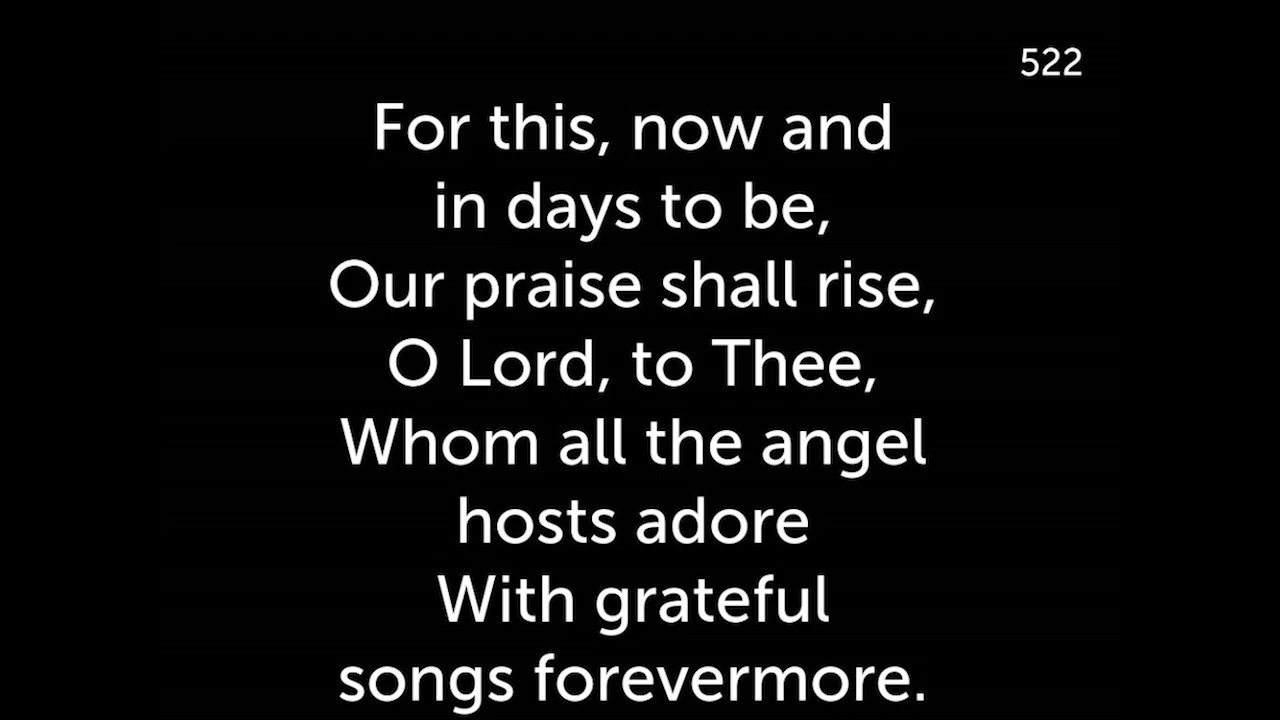 522
For this, now and
in days to be,
Our praise shall rise,
O Lord, to Thee,
Whom all the angel
hosts adore
With grateful
songs forevermore.